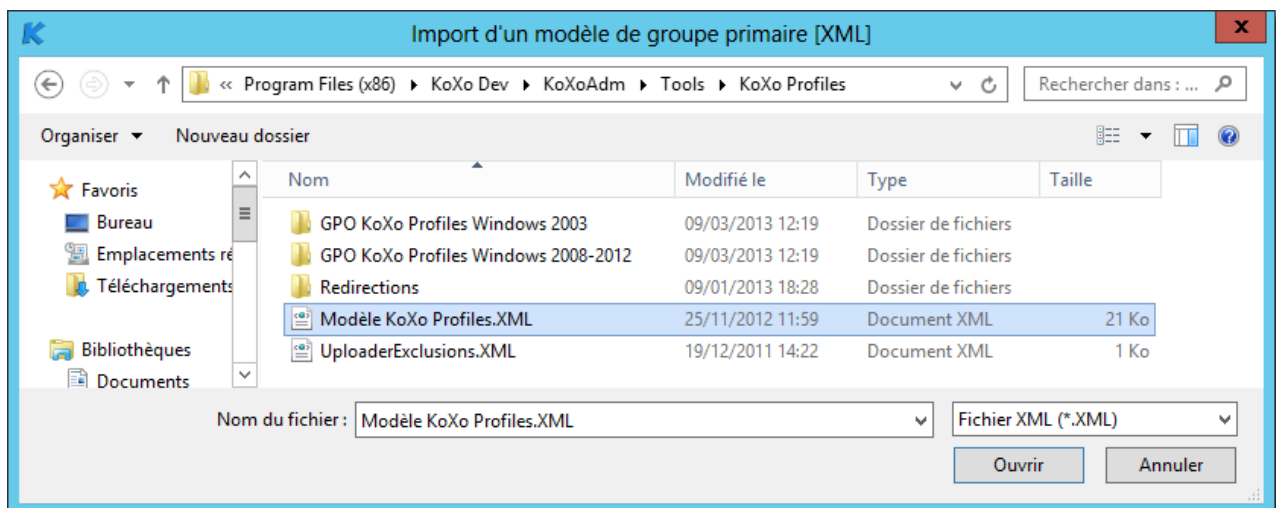 Import d'un modèle de groupe primaire [XML] x
« Program Files (x86) KoXo Dev KoXoAdm Tools KoXo Profiles Rechercher dans : ...
Organiser Nouveau dossier
Favoris Nom Modifié le Type Taille
Bureau GPO KoXo Profiles Windows 2003 09/03/2013 12:19 Dossier de fichiers
Emplacements ré GPO KoXo Profiles Windows 2008-2012 09/03/2013 12:19 Dossier de fichiers
Téléchargements Redirections 09/01/2013 18:28 Dossier de fichiers
Modèle KoXo Profiles.XML 25/11/2012 11:59 Document XML 21 Ko
Bibliothèques UploaderExclusions.XML 19/12/2011 14:22 Document XML 1 Ko
Documents
Nom du fichier : Modèle KoXo Profiles.XML Fichier XML (*.XML)
Ouvrir Annuler